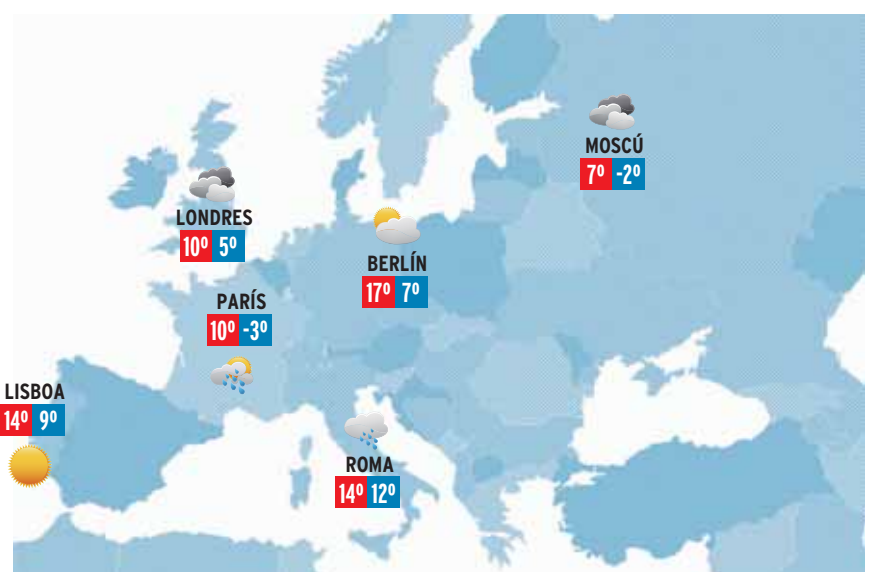 MOSCÚ
7º -2º
LONDRES
10º 5º
BERLÍN
17º 7º
PARÍS
10º -3º
LISBOA
14º 9º
ROMA
14º 12º